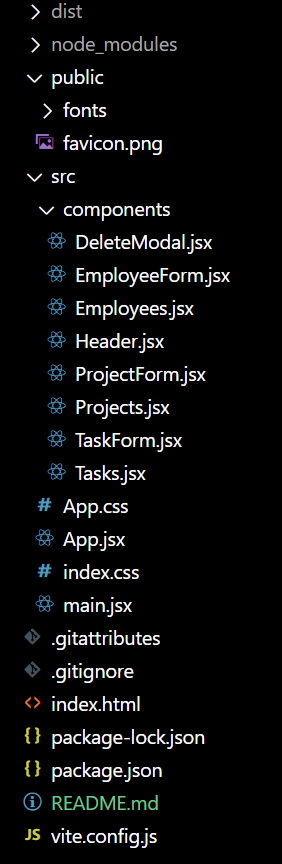 dist
node_modules
public
fonts
favicon.png
src
components
DeleteModal.jsx
EmployeeForm.jsx
Employees.jsx
Header.jsx
ProjectForm.jsx
Projects.jsx
TaskForm.jsx
Tasks.jsx
# App.css
App.jsx
# index.css
main.jsx
.gitattributes
.gitignore
<> index.html
{} package-lock.json
{} package.json
README.md
JS vite.config.js